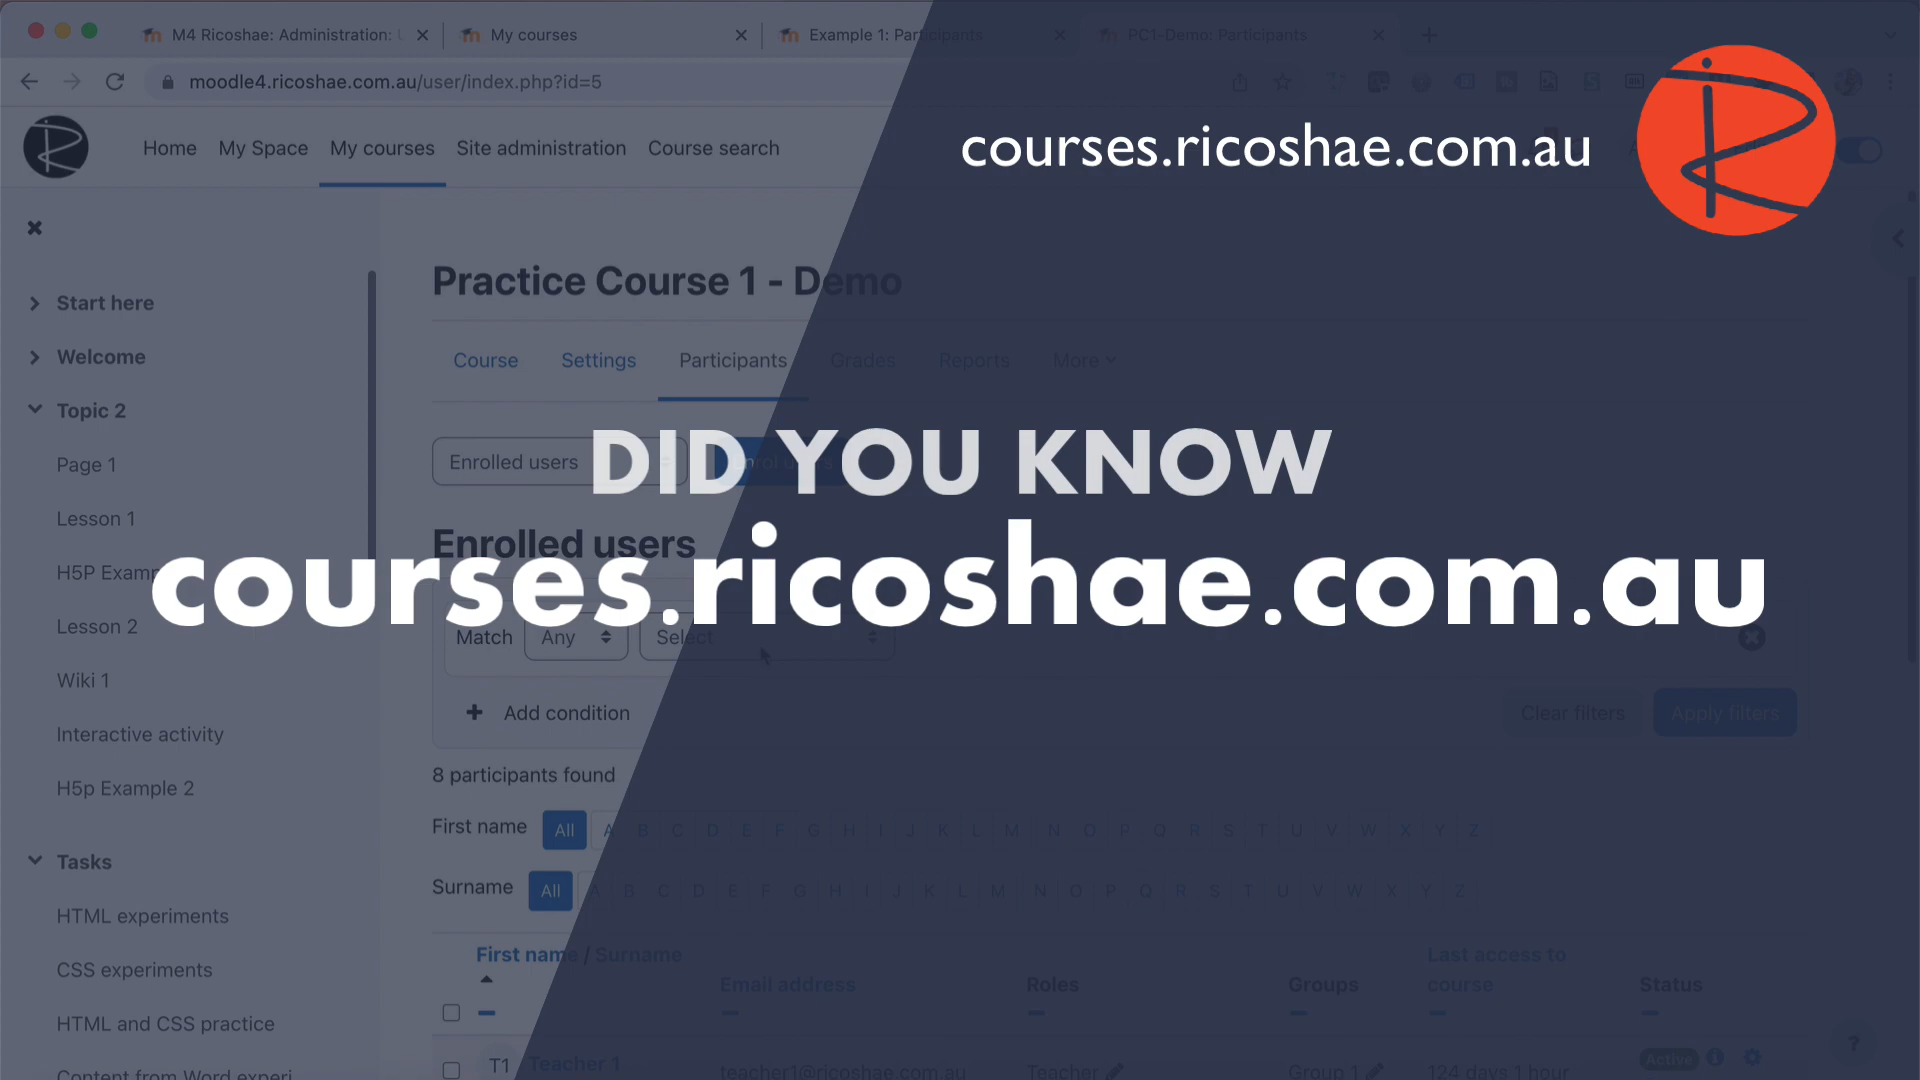 M4 Ricoshae: Administration:
My courses
Example 1: Participants
PC1-Demo: Participants
moodle4.ricoshae.com.au/user/index.php?id=5
Home My Space My courses Site administration Course search
courses.ricoshae.com.au
Practice Course 1 - Demo
Start here
Welcome
Topic 2
Page 1
Lesson 1
H5P Examp
Lesson 2
Wiki 1
Interactive activity
H5p Example 2
Tasks
HTML experiments
CSS experiments
HTML and CSS practice
Content from Word experi
Course Settings Participants Grades Reports More
Enrolled users
DID YOU KNOW
Enrolled users
courses.ricoshae.com.au
Match Any Select
Add condition
Clear filters Apply filters
8 participants found
First name All A B C D E F G H I J K L M N O P Q R S T U V W X Y Z
Surname All A B C D E F G H I J K L M N O P Q R S T U V W X Y Z
First name / Surname Email address Roles Groups Last access to course Status
T1 Teacher 1 teacher1@ricoshae.com.au Teacher Group 1 124 days 1 hour Active